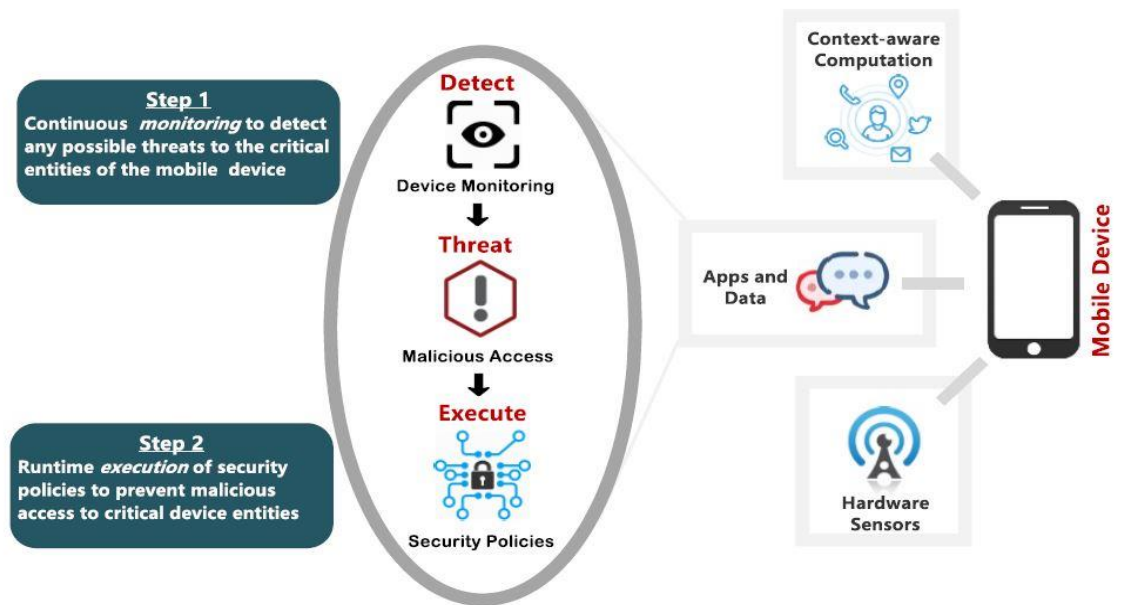 Step 1
Continuous monitoring to detect
any possible threats to the critical
entities of the mobile device
Step 2
Runtime execution of security
policies to prevent malicious
access to critical device entities
Detect
Device Monitoring
Threat
Malicious Access
Execute
Security Policies
Context-aware
Computation
Apps and
Data
Hardware
Sensors
Mobile Device